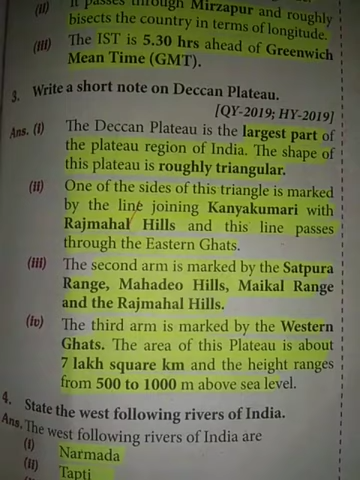 (ii) It passes through Mirzapur and roughly
bisects the country in terms of longitude.
(iii) The IST is 5.30 hrs ahead of Greenwich
Mean Time (GMT).
3. Write a short note on Deccan Plateau.
[QY-2019; HY-2019]
Ans. (i) The Deccan Plateau is the largest part of
the plateau region of India. The shape of
this plateau is roughly triangular.
(ii) One of the sides of this triangle is marked
by the line joining Kanyakumari with
Rajmahal Hills and this line passes
through the Eastern Ghats.
(iii) The second arm is marked by the Satpura
Range, Mahadeo Hills, Maikal Range
and the Rajmahal Hills.
(iv) The third arm is marked by the Western
Ghats. The area of this Plateau is about
7 lakh square km and the height ranges
from 500 to 1000 m above sea level.
4. State the west following rivers of India.
Ans. The west following rivers of India are
(i) Narmada
(ii) Tapti